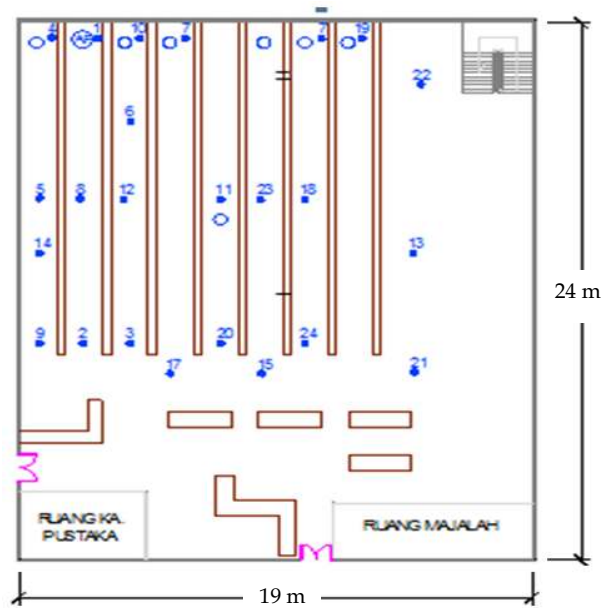 4 1 10 7 7 19
22
6
5 8 12 11 23 18
14 13
24 m
9 2 3 20 24
17 15 21
RUANG KA.
PUSTAKA
RUANG MAJALAH
19 m